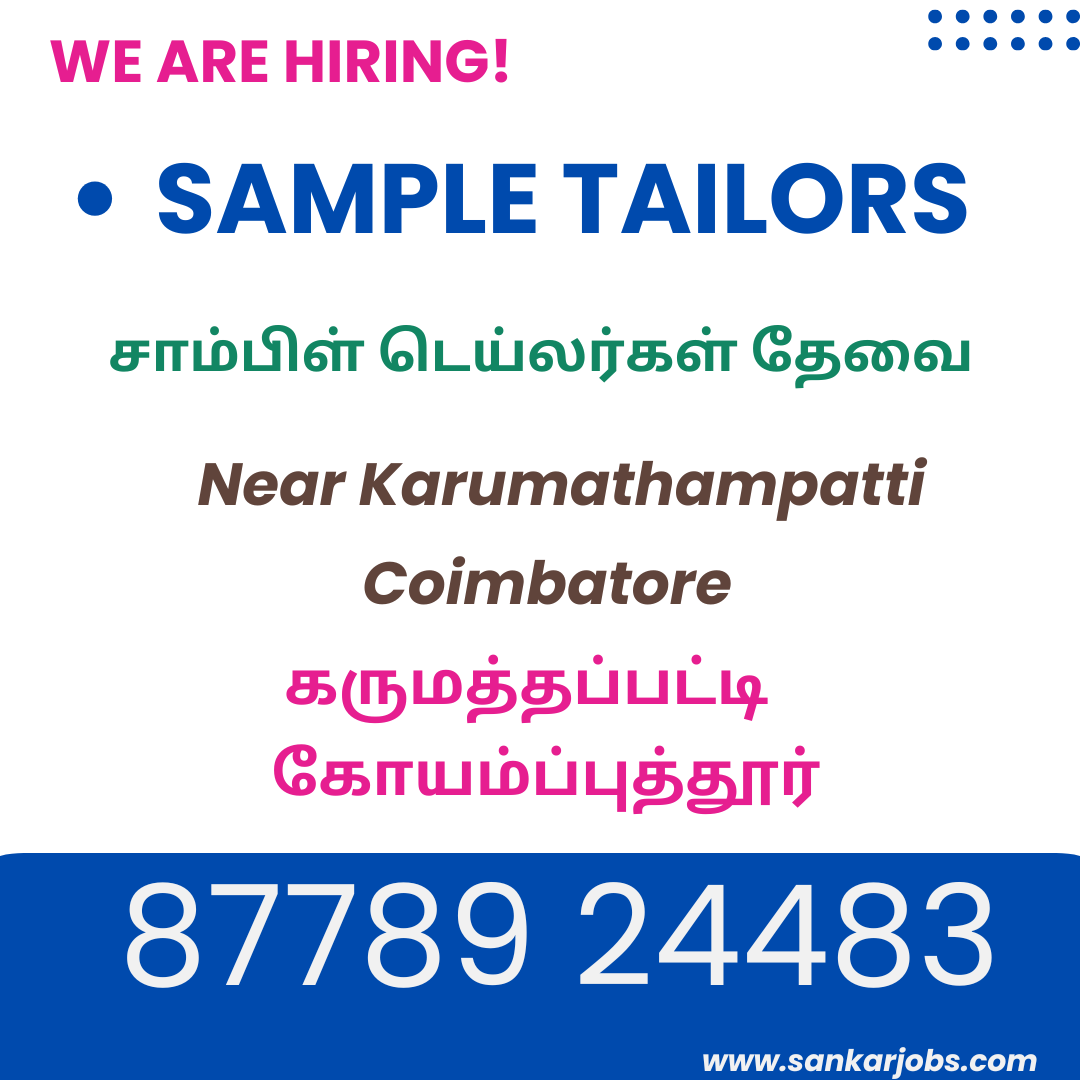 WE ARE HIRING!
• SAMPLE TAILORS
சாம்பிள் டெய்லர்கள் தேவை
Near Karumathampatti
Coimbatore
கருமத்தப்பட்டி
கோயம்ப்புத்தூர்
87789 24483
www.sankarjobs.com